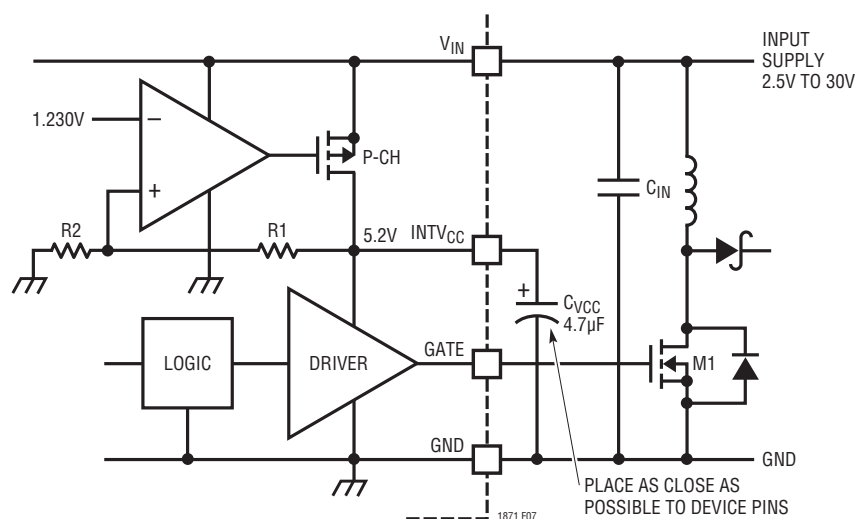 V_IN
INPUT
SUPPLY
2.5V TO 30V
1.230V
−
P-CH
+
C_IN
R2
R1
5.2V
INTV_CC
+
C_VCC
4.7µF
LOGIC
DRIVER
GATE
M1
GND
GND
PLACE AS CLOSE AS
POSSIBLE TO DEVICE PINS
1871 F07